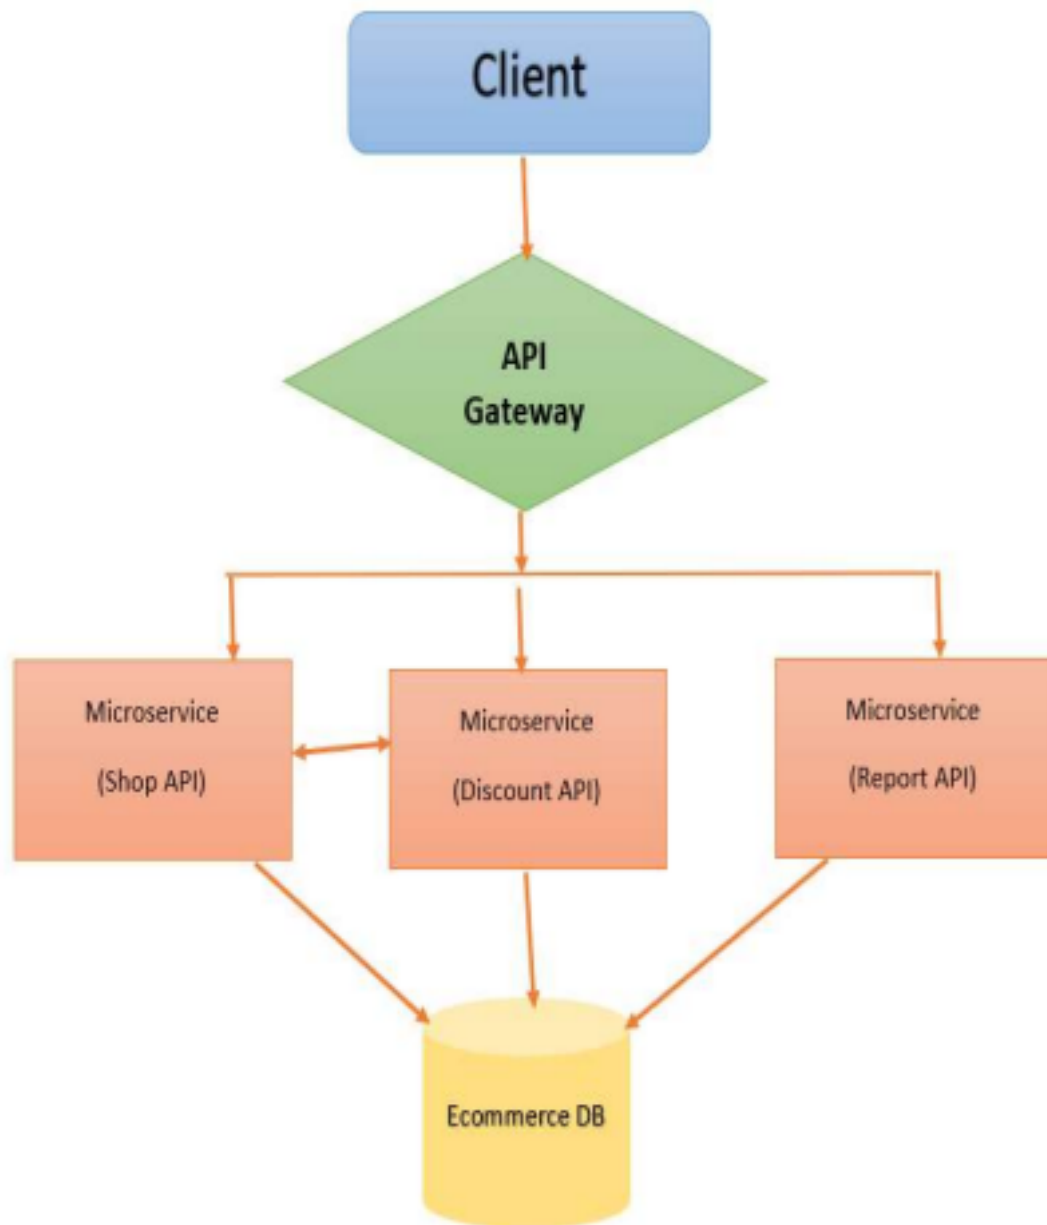 Client
API
Gateway
Microservice
(Shop API)
Microservice
(Discount API)
Microservice
(Report API)
Ecommerce DB